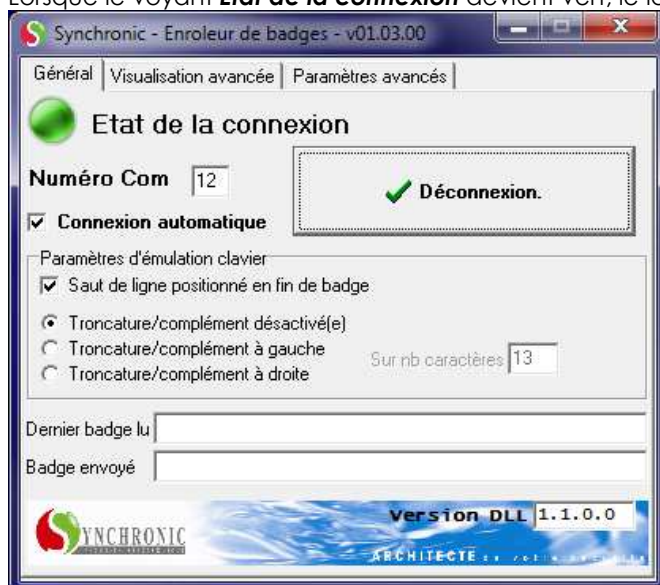 Lorsque le voyant Etat de la connexion devient vert, le
Synchronic - Enroleur de badges - v01.03.00
Général Visualisation avancée Paramètres avancés
Etat de la connexion
Numéro Com 12
Déconnexion.
Connexion automatique
Paramètres d'émulation clavier
Saut de ligne positionné en fin de badge
Troncature/complément désactivé(e)
Troncature/complément à gauche
Sur nb caractères 13
Troncature/complément à droite
Dernier badge lu
Badge envoyé
Version DLL 1.1.0.0
SYNCHRONIC
ARCHITECTE